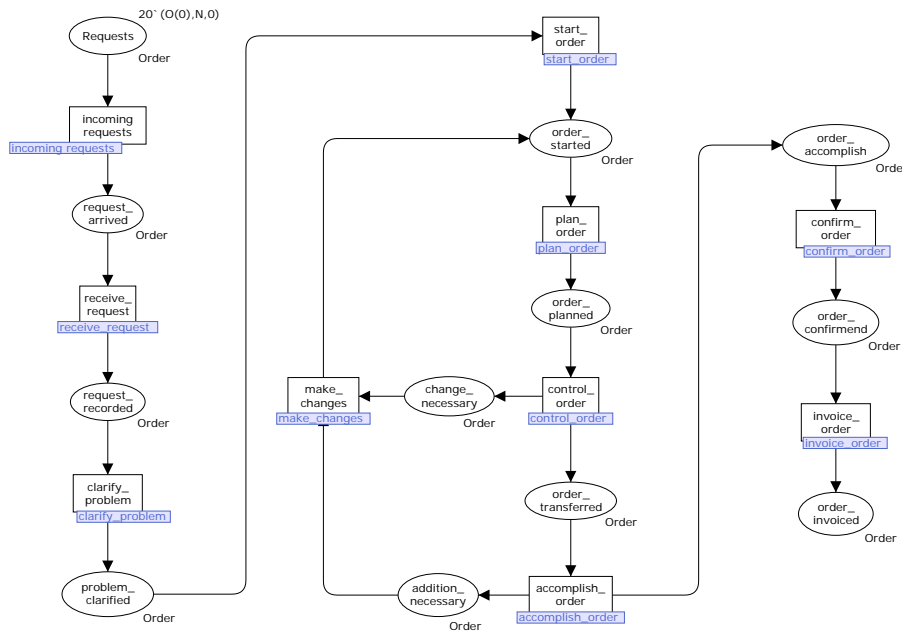 20`(O(0),N,0)
Requests
Order
incoming
requests
incoming requests
request_
arrived
Order
receive_
request
receive_request
request_
recorded
Order
clarify_
problem
clarify_problem
problem_
clarified
Order
start_
order
start_order
order_
started
Order
plan_
order
plan_order
order_
planned
Order
make_
changes
make_changes
change_
necessary
Order
control_
order
control_order
order_
transferred
Order
addition_
necessary
Order
accomplish_
order
accomplish_order
order_
accomplish
Orde
confirm_
order
confirm_order
order_
confirmend
Order
invoice_
order
invoice_order
order_
invoiced
Order